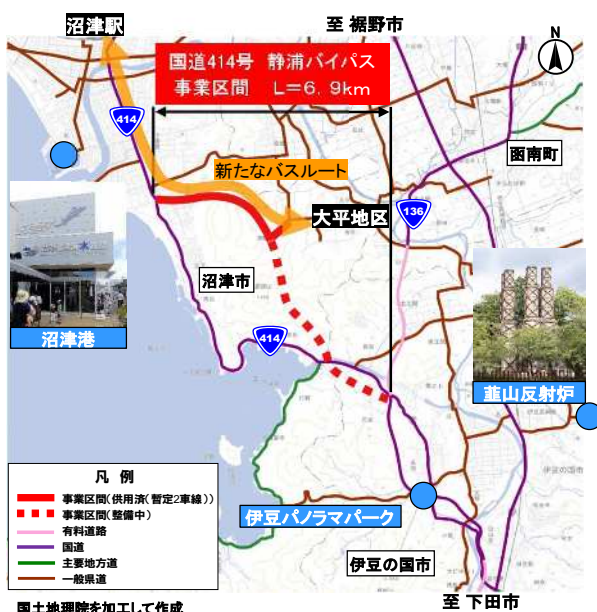 沼津駅
至 裾野市
N
国道414号 静浦バイパス
事業区間 L=6.9km
414
函南町
新たなバスルート
大平地区
136
沼津市
沼津港
414
韮山反射炉
凡 例
事業区間(供用済(暫定2車線))
事業区間(整備中)
有料道路
国道
主要地方道
一般県道
伊豆パノラマパーク
伊豆の国市
伊豆の国市
国土地理院を加工して作成
至 下田市